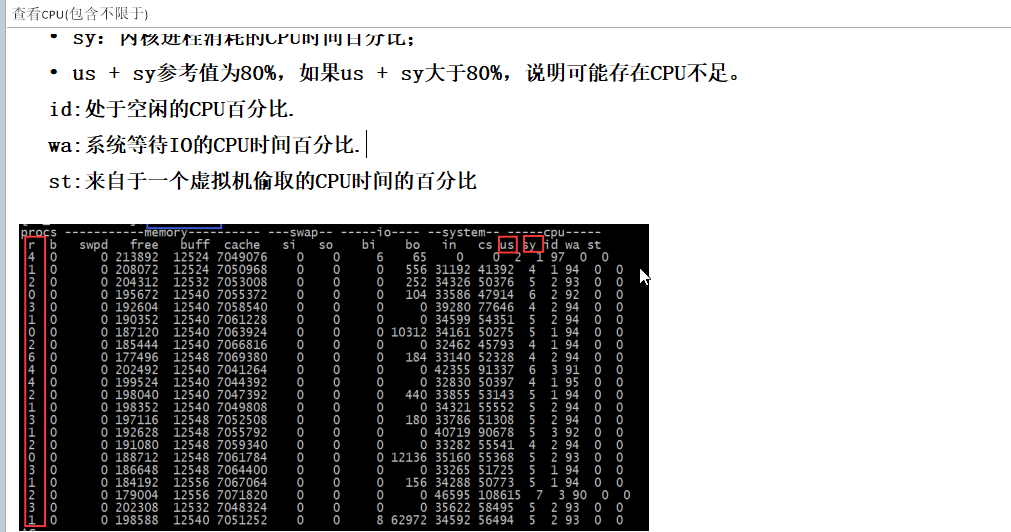 查看CPU(包含不限于)
• sy: 内核进程消耗的CPU时间百分比;
• us + sy参考值为80%，如果us + sy大于80%，说明可能存在CPU不足。
id:处于空闲的CPU百分比.
wa:系统等待IO的CPU时间百分比.
st:来自于一个虚拟机偷取的CPU时间的百分比
procs -----------memory---------- ---swap-- -----io---- --system-- -----cpu-----
r b swpd free buff cache si so bi bo in cs us sy id wa st
4 0 0 213892 12524 7049076 0 0 6 65 0 0 2 1 97 0 0
1 0 0 208072 12524 7050968 0 0 0 556 31192 41392 4 1 94 0 0
2 0 0 204312 12532 7053008 0 0 0 252 34326 50376 5 2 93 0 0
0 0 0 195672 12540 7055372 0 0 0 104 33586 47914 6 2 92 0 0
3 0 0 192604 12540 7058540 0 0 0 0 39280 77646 4 2 94 0 0
1 0 0 190352 12540 7061228 0 0 0 0 34599 54351 5 2 94 0 0
0 0 0 187120 12540 7063924 0 0 0 10312 34161 50275 5 1 94 0 0
2 0 0 185444 12540 7066816 0 0 0 0 32462 45793 4 1 94 0 0
6 0 0 177496 12548 7069380 0 0 0 184 33140 52328 4 2 94 0 0
4 0 0 202492 12540 7041264 0 0 0 0 42355 91337 6 3 91 0 0
4 0 0 199524 12540 7044392 0 0 0 0 32830 50397 4 1 95 0 0
2 0 0 198040 12540 7047392 0 0 0 440 33855 53143 5 1 94 0 0
1 0 0 198352 12540 7049808 0 0 0 0 34321 55552 5 2 94 0 0
3 0 0 197116 12548 7052508 0 0 0 180 33786 51308 5 2 94 0 0
1 0 0 192628 12548 7055792 0 0 0 0 40719 90678 5 3 92 0 0
2 0 0 191080 12548 7059340 0 0 0 0 33282 55541 4 2 94 0 0
0 0 0 188712 12548 7061784 0 0 0 12136 35160 55368 5 2 93 0 0
3 0 0 186648 12548 7064400 0 0 0 0 33265 51725 5 1 94 0 0
1 0 0 184192 12556 7067064 0 0 0 156 34288 50773 5 1 94 0 0
2 0 0 179004 12556 7071820 0 0 0 0 46595 108615 7 3 90 0 0
3 0 0 202308 12532 7048324 0 0 0 0 35622 58495 5 2 93 0 0
1 0 0 198588 12540 7051252 0 0 8 62972 34592 56494 5 2 93 0 0